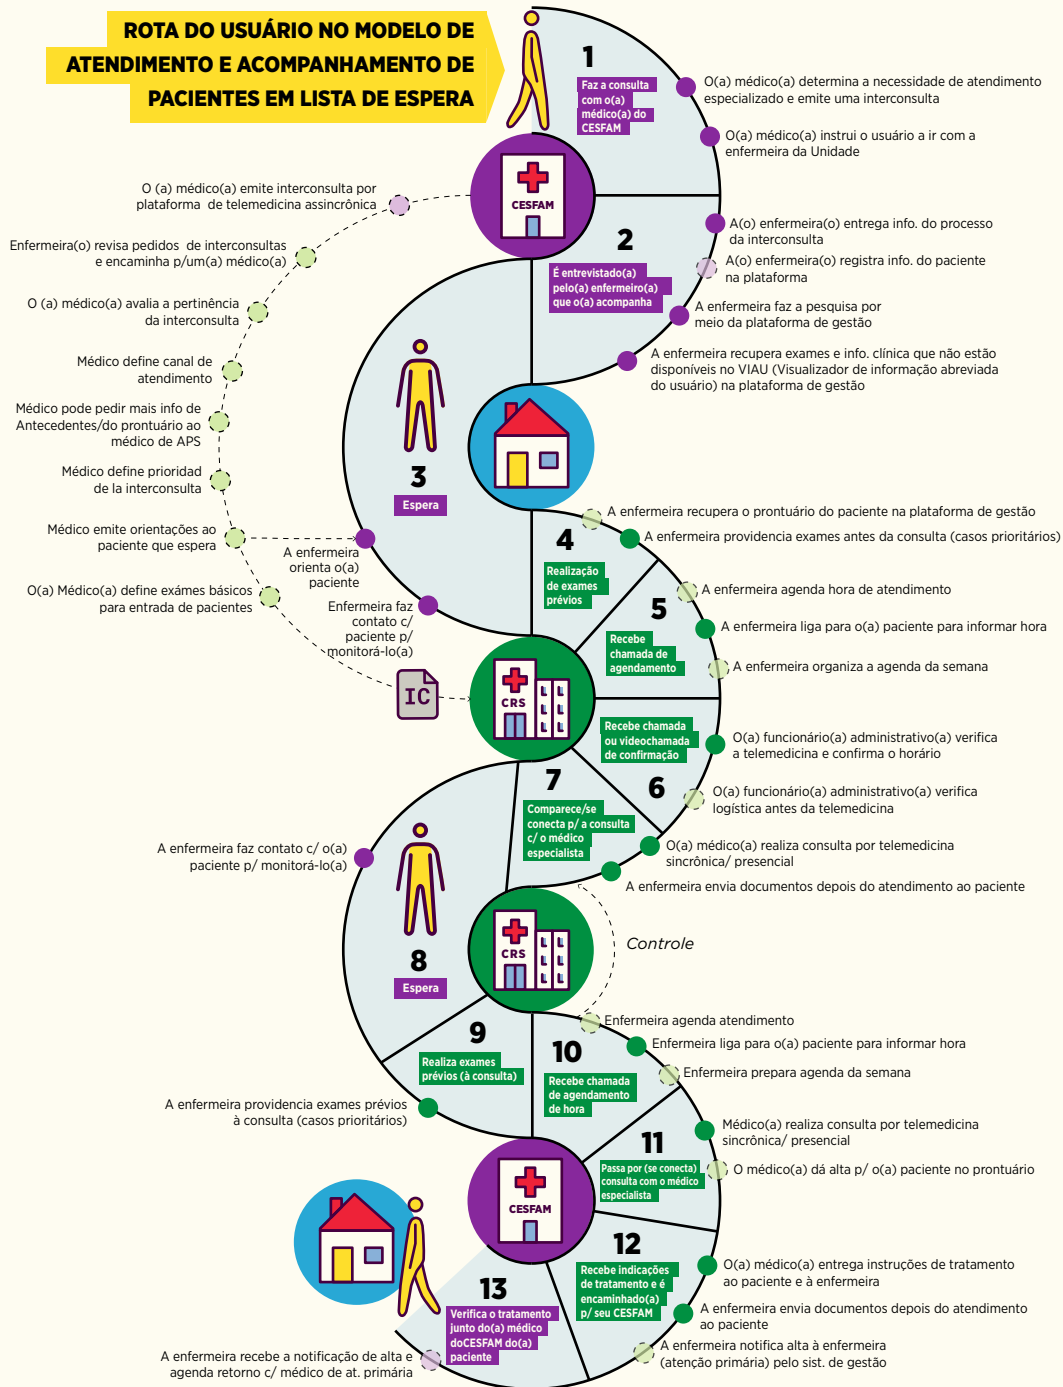 ROTA DO USUÁRIO NO MODELO DE
ATENDIMENTO E ACOMPANHAMENTO DE
PACIENTES EM LISTA DE ESPERA
1
Faz a consulta
com o(a)
médico(a) do
CESFAM
O(a) médico(a) determina a necessidade de atendimento
especializado e emite uma interconsulta
O(a) médico(a) instrui o usuário a ir com a
enfermeira da Unidade
CESFAM
O (a) médico(a) emite interconsulta por
plataforma de telemedicina assincrônica
Enfermeira(o) revisa pedidos de interconsultas
e encaminha p/um(a) médico(a)
O (a) médico(a) avalia a pertinência
da interconsulta
Médico define canal de
atendimento
Médico pode pedir mais info de
Antecedentes/do prontuário ao
médico de APS
Médico define prioridad
de la interconsulta
Médico emite orientações ao
paciente que espera
O(a) Médico(a) define exámes básicos
para entrada de pacientes
IC
2
É entrevistado(a)
pelo(a) enfermeiro(a)
que o(a) acompanha
A(o) enfermeira(o) entrega info. do processo
da interconsulta
A(o) enfermeira(o) registra info. do paciente
na plataforma
A enfermeira faz a pesquisa por
meio da plataforma de gestão
A enfermeira recupera exames e info. clínica que não estão
disponíveis no VIAU (Visualizador de informação abreviada
do usuário) na plataforma de gestão
3
Espera
A enfermeira
orienta o(a)
paciente
Enfermeira faz
contato c/
paciente p/
monitorá-lo(a)
4
Realização
de exames
prévios
A enfermeira recupera o prontuário do paciente na plataforma de gestão
A enfermeira providencia exames antes da consulta (casos prioritários)
5
Recebe
chamada de
agendamento
A enfermeira agenda hora de atendimento
A enfermeira liga para o(a) paciente para informar hora
A enfermeira organiza a agenda da semana
CRS
Recebe chamada
ou videochamada
de confirmação
6
O(a) funcionário(a) administrativo(a) verifica
a telemedicina e confirma o horário
O(a) funcionário(a) administrativo(a) verifica
logística antes da telemedicina
7
Comparece/se
conecta p/ a consulta
c/ o médico
especialista
O(a) médico(a) realiza consulta por telemedicina
sincrônica/ presencial
A enfermeira envia documentos depois do atendimento ao paciente
A enfermeira faz contato c/ o(a)
paciente p/ monitorá-lo(a)
8
Espera
CRS
Controle
9
Realiza exames
prévios (à consulta)
A enfermeira providencia exames prévios
à consulta (casos prioritários)
10
Recebe chamada
de agendamento
de hora
Enfermeira agenda atendimento
Enfermeira liga para o(a) paciente para informar hora
Enfermeira prepara agenda da semana
11
Passa por (se conecta)
consulta com o médico
especialista
Médico(a) realiza consulta por telemedicina
sincrônica/ presencial
O médico(a) dá alta p/ o(a) paciente no prontuário
CESFAM
12
Recebe indicações
de tratamento e é
encaminhado(a)
p/ seu CESFAM
O(a) médico(a) entrega instruções de tratamento
ao paciente e à enfermeira
A enfermeira envia documentos depois do atendimento
ao paciente
A enfermeira notifica alta à enfermeira
(atenção primária) pelo sist. de gestão
13
Verifica o tratamento
junto do(a) médico
doCESFAM do(a)
paciente
A enfermeira recebe a notificação de alta e
agenda retorno c/ médico de at. primária